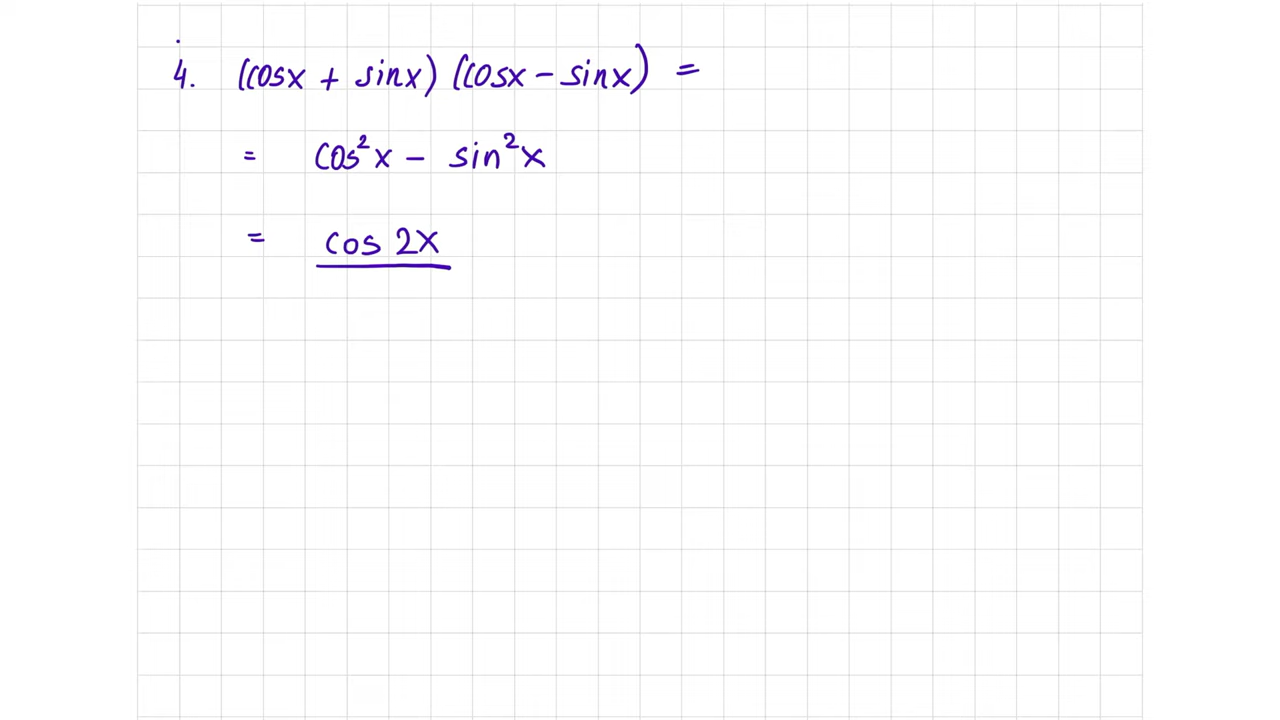 4. (cosx + sinx) (cosx - sinx) =
= cos²x - sin²x
= cos 2x